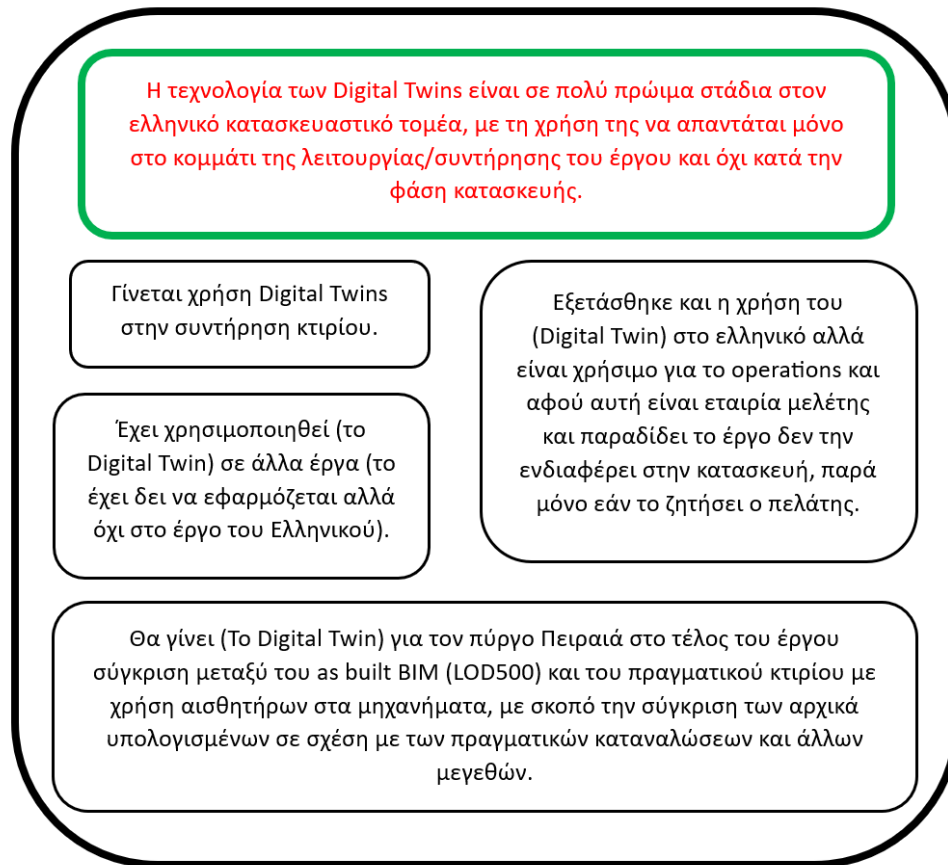 Η τεχνολογία των Digital Twins είναι σε πολύ πρώιμα στάδια στον
ελληνικό κατασκευαστικό τομέα, με τη χρήση της να απαντάται μόνο
στο κομμάτι της λειτουργίας/συντήρησης του έργου και όχι κατά την
φάση κατασκευής.
Γίνεται χρήση Digital Twins
στην συντήρηση κτιρίου.
Εξετάσθηκε και η χρήση του
(Digital Twin) στο ελληνικό αλλά
είναι χρήσιμο για το operations και
αφού αυτή είναι εταιρία μελέτης
και παραδίδει το έργο δεν την
ενδιαφέρει στην κατασκευή, παρά
μόνο εάν το ζητήσει ο πελάτης.
Έχει χρησιμοποιηθεί (το
Digital Twin) σε άλλα έργα (το
έχει δει να εφαρμόζεται αλλά
όχι στο έργο του Ελληνικού).
Θα γίνει (Το Digital Twin) για τον πύργο Πειραιά στο τέλος του έργου
σύγκριση μεταξύ του as built BIM (LOD500) και του πραγματικού κτιρίου με
χρήση αισθητήρων στα μηχανήματα, με σκοπό την σύγκριση των αρχικά
υπολογισμένων σε σχέση με των πραγματικών καταναλώσεων και άλλων
μεγεθών.